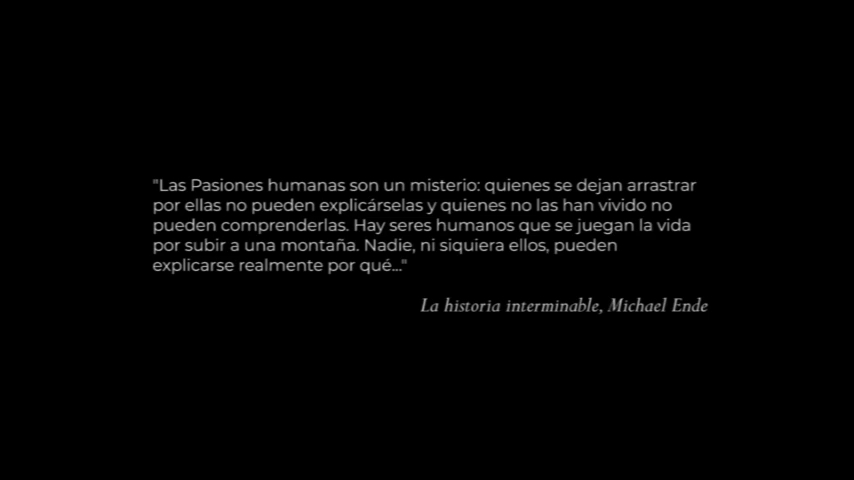 "Las Pasiones humanas son un misterio: quienes se dejan arrastrar
por ellas no pueden explicárselas y quienes no las han vivido no
pueden comprenderlas. Hay seres humanos que se juegan la vida
por subir a una montaña. Nadie, ni siquiera ellos, pueden
explicarse realmente por qué..."
La historia interminable, Michael Ende